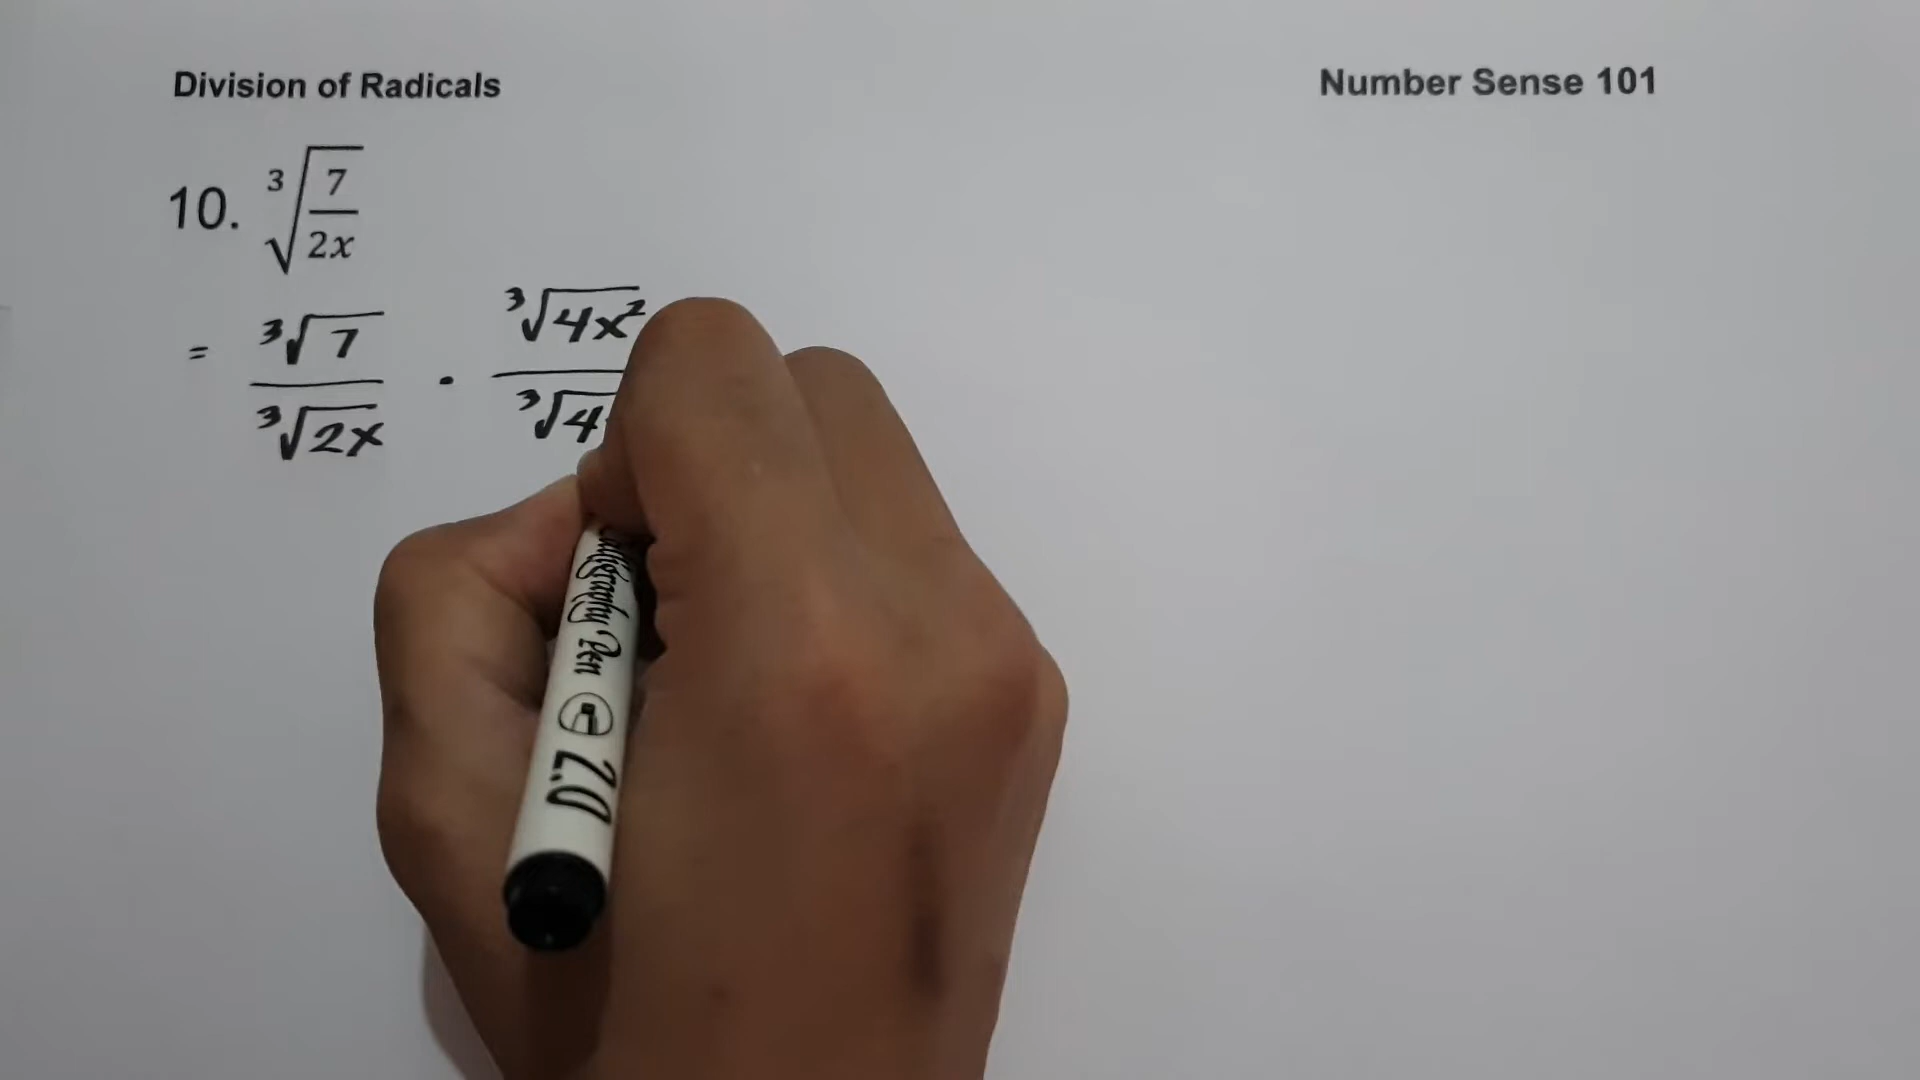 Division of Radicals
Number Sense 101
10. ∛(7/2x)
= ∛7/∛2x · ∛4x²/∛4
Calligraphy Pen
2.0